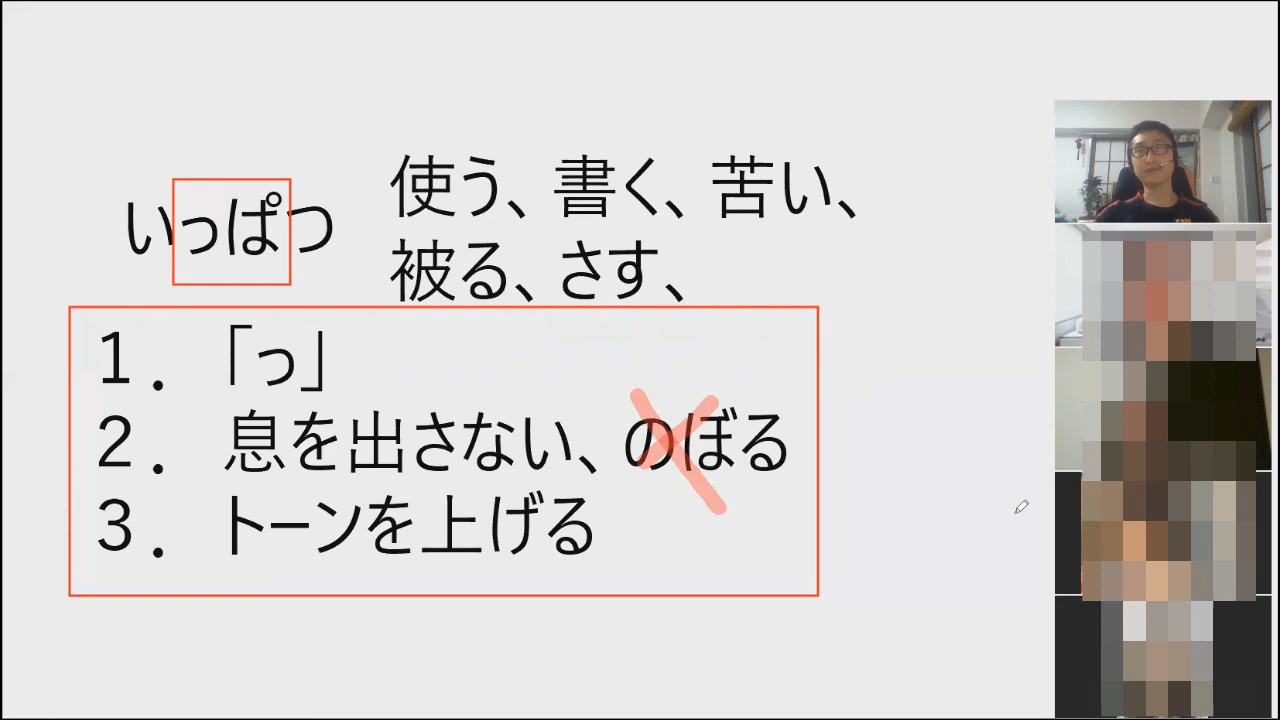 いっぱつ
使う、書く、苦い、
被る、さす、
１．「っ」
２．息を出さない、のぼる
３．トーンを上げる